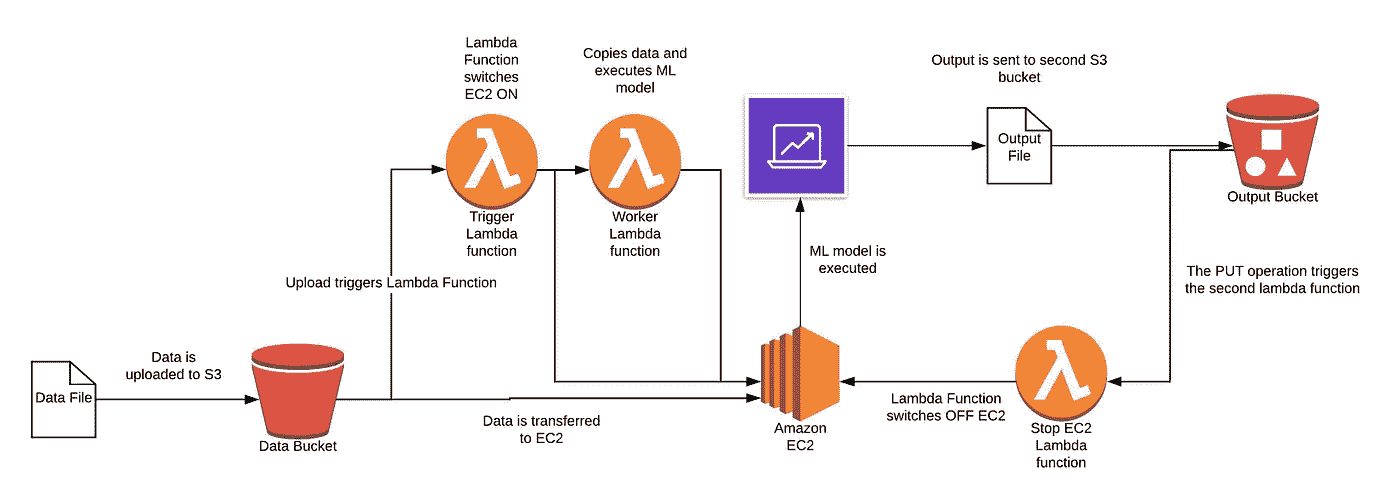 Lambda
Function
switches
EC2 ON
Copies data and
executes ML
model
Output is sent to second S3
bucket
Output
File
Output Bucket
Trigger
Lambda
function
Worker
Lambda
function
ML model is
executed
Upload triggers Lambda Function
The PUT operation triggers
the second lambda function
Data is
uploaded to S3
Data File
Data Bucket
Data is transferred
to EC2
Amazon
EC2
Lambda Function
switches OFF EC2
Stop EC2
Lambda
function